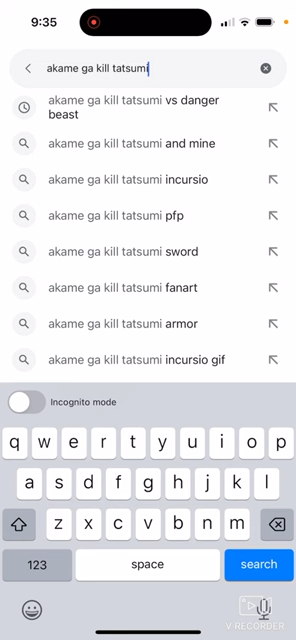 9:35
akame ga kill tatsumi
akame ga kill tatsumi vs danger
beast
akame ga kill tatsumi and mine
akame ga kill tatsumi incursio
akame ga kill tatsumi pfp
akame ga kill tatsumi sword
akame ga kill tatsumi fanart
akame ga kill tatsumi armor
akame ga kill tatsumi incursio gif
Incognito mode
q w e r t y u i o p
a s d f g h j k l
z x c v b n m
123 space search
V RECORDER